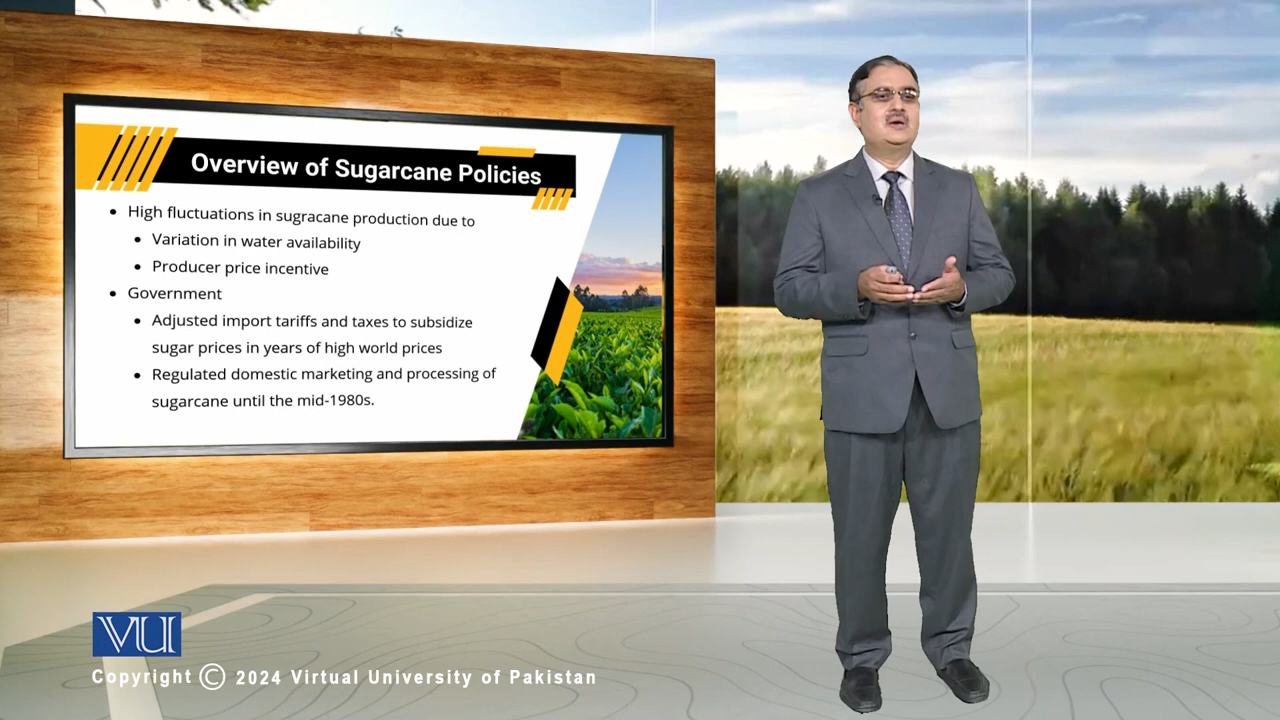 Overview of Sugarcane Policies
• High fluctuations in sugracane production due to
• Variation in water availability
• Producer price incentive
• Government
• Adjusted import tariffs and taxes to subsidize
sugar prices in years of high world prices
• Regulated domestic marketing and processing of
sugarcane until the mid-1980s.
VU
Copyright © 2024 Virtual University of Pakistan